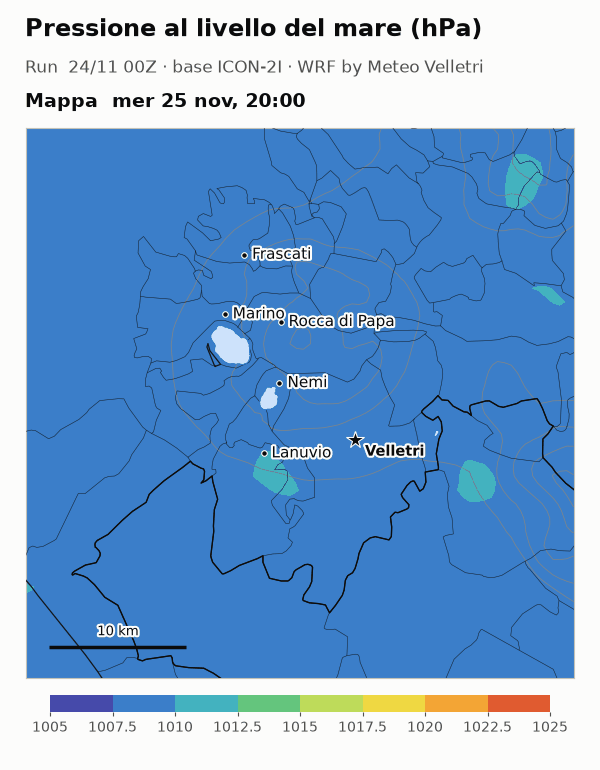 Pressione al livello del mare (hPa)
Run  24/11 00Z · base ICON-2I · WRF by Meteo Velletri
Mappa  mer 25 nov, 20:00
Frascati
Marino
Rocca di Papa
Nemi
Velletri
Lanuvio
10 km
1005 1007.5 1010 1012.5 1015 1017.5 1020 1022.5 1025